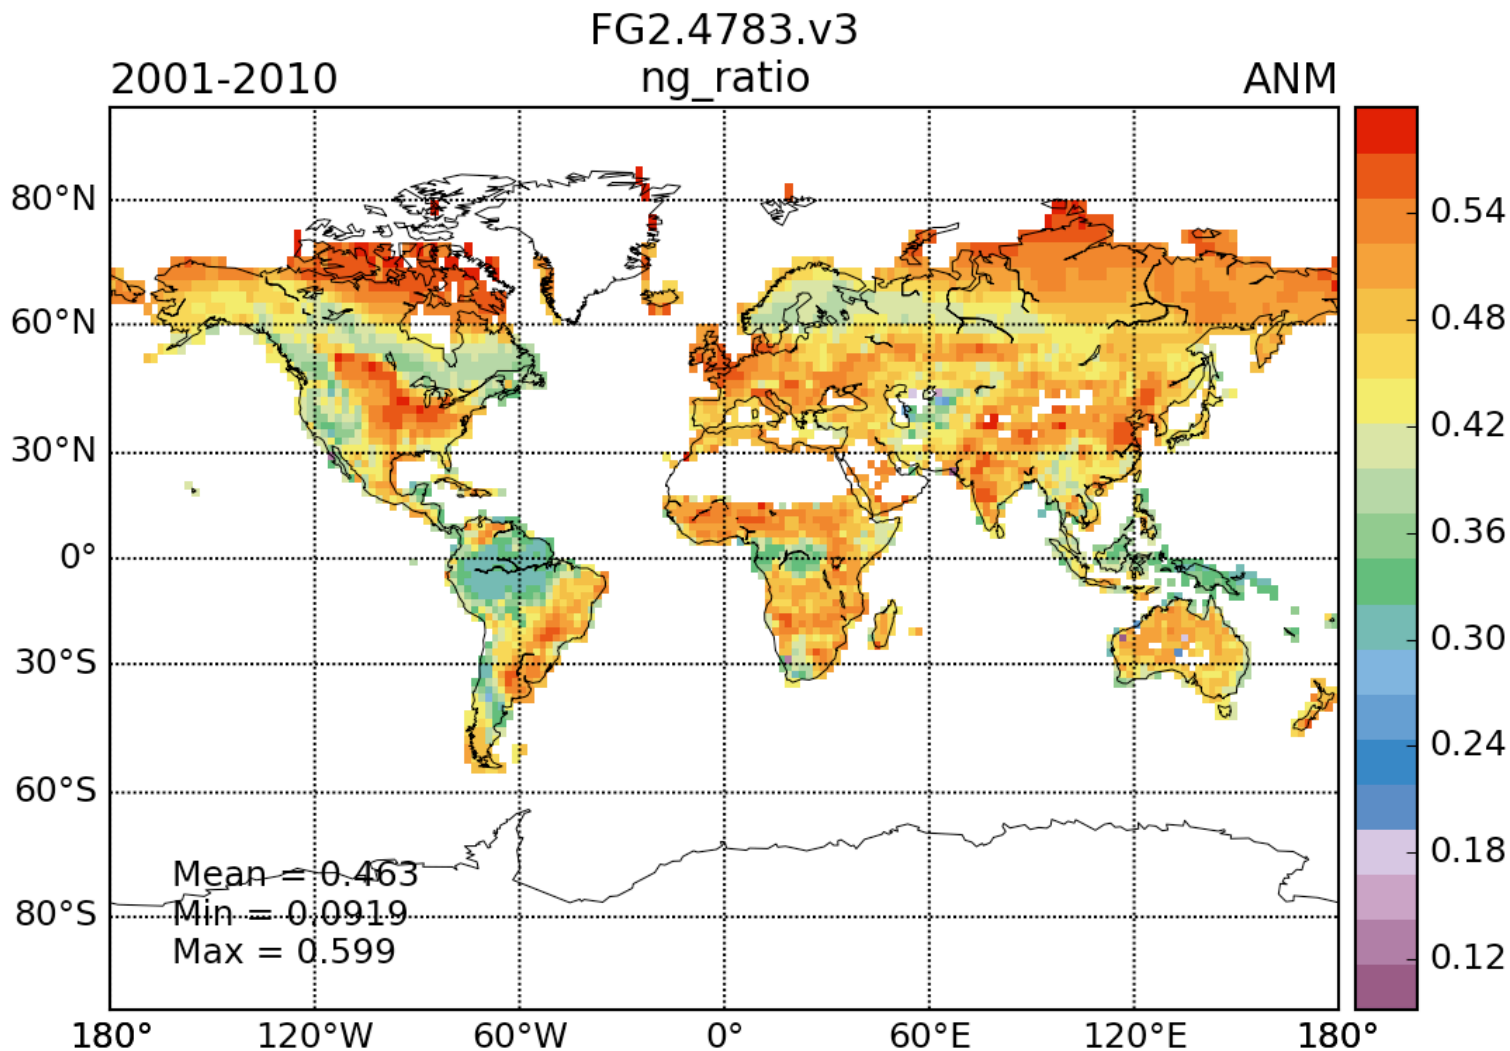 FG2.4783.v3
2001-2010 ng_ratio ANM
80°N
60°N
30°N
0°
30°S
60°S
80°S
180° 120°W 60°W 0° 60°E 120°E 180°
Mean = 0.463
Min = 0.0919
Max = 0.599
0.54
0.48
0.42
0.36
0.30
0.24
0.18
0.12